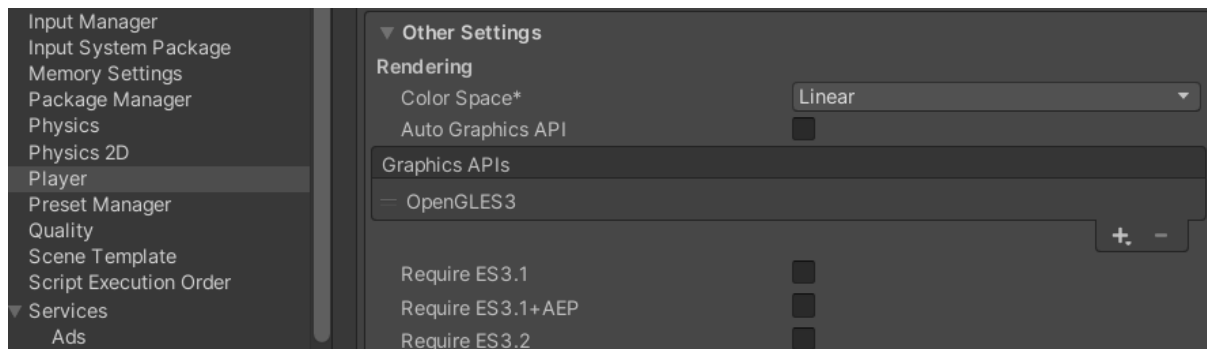 Input Manager
Input System Package
Memory Settings
Package Manager
Physics
Physics 2D
Player
Preset Manager
Quality
Scene Template
Script Execution Order
Services
Ads
Other Settings
Rendering
Color Space*
Linear
Auto Graphics API
Graphics APIs
OpenGLES3
Require ES3.1
Require ES3.1+AEP
Require ES3.2